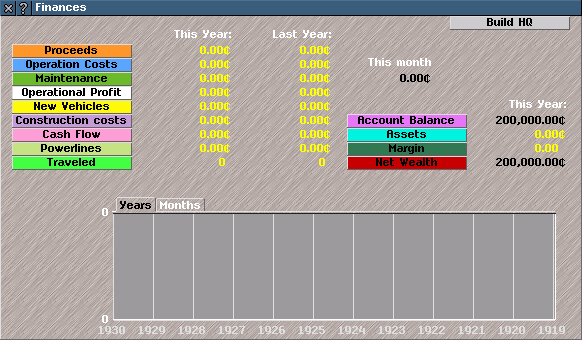 Finances
Build HQ
This Year: Last Year:
Proceeds 0.00¢ 0.00¢
Operation Costs 0.00¢ 0.00¢ This month
Maintenance 0.00¢ 0.00¢ 0.00¢
Operational Profit 0.00¢ 0.00¢
New Vehicles 0.00¢ 0.00¢ This Year:
Construction costs 0.00¢ 0.00¢ Account Balance 200,000.00¢
Cash Flow 0.00¢ 0.00¢ Assets 0.00¢
Powerlines 0.00¢ 0.00¢ Margin 0.00
Traveled 0 0 Net Wealth 200,000.00¢
Years Months
0
0
1930 1929 1928 1927 1926 1925 1924 1923 1922 1921 1920 1919